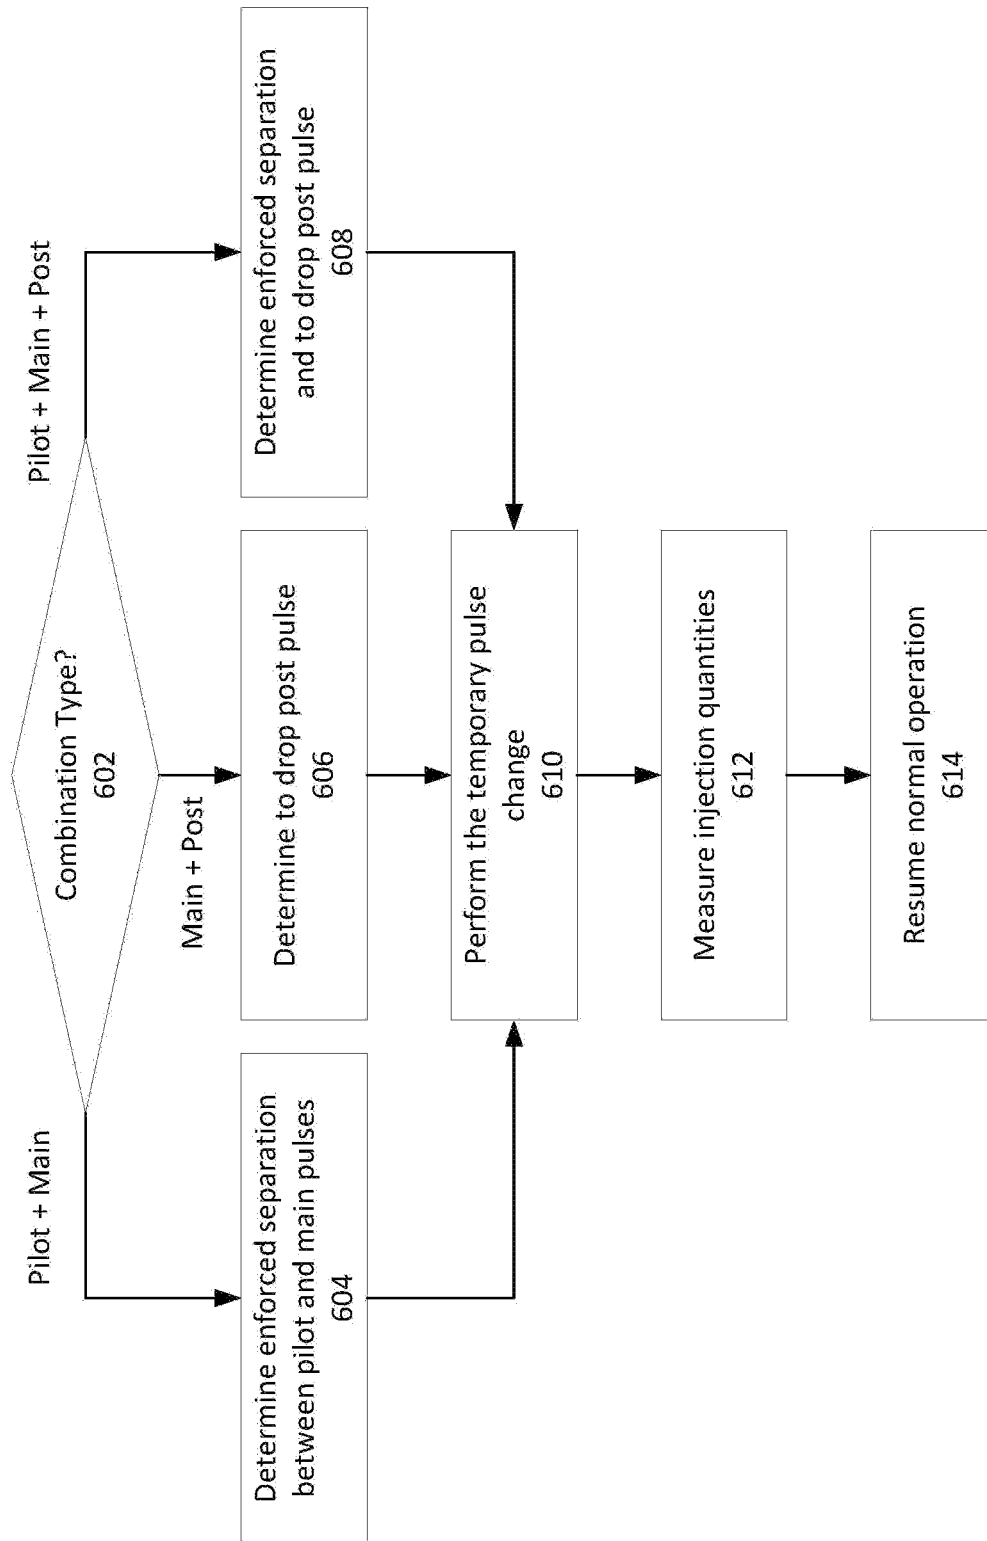 Combination Type?
602
Pilot + Main
Main + Post
Pilot + Main + Post
Determine enforced separation
between pilot and main pulses
604
Determine to drop post pulse
606
Determine enforced separation
and to drop post pulse
608
Perform the temporary pulse
change
610
Measure injection quantities
612
Resume normal operation
614